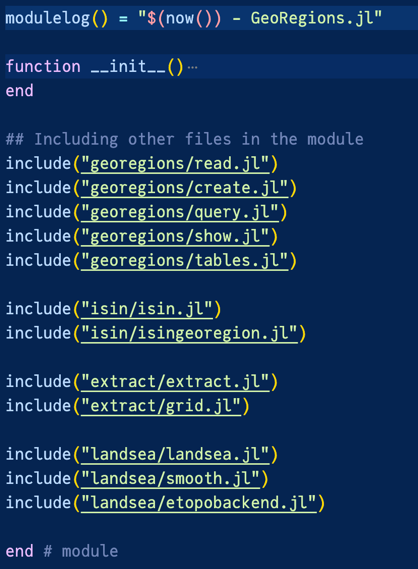 modulelog() = "$(now()) - GeoRegions.jl"
function __init__()…
end
## Including other files in the module
include("georegions/read.jl")
include("georegions/create.jl")
include("georegions/query.jl")
include("georegions/show.jl")
include("georegions/tables.jl")
include("isin/isin.jl")
include("isin/isingeoregion.jl")
include("extract/extract.jl")
include("extract/grid.jl")
include("landsea/landsea.jl")
include("landsea/smooth.jl")
include("landsea/etopobackend.jl")
end # module